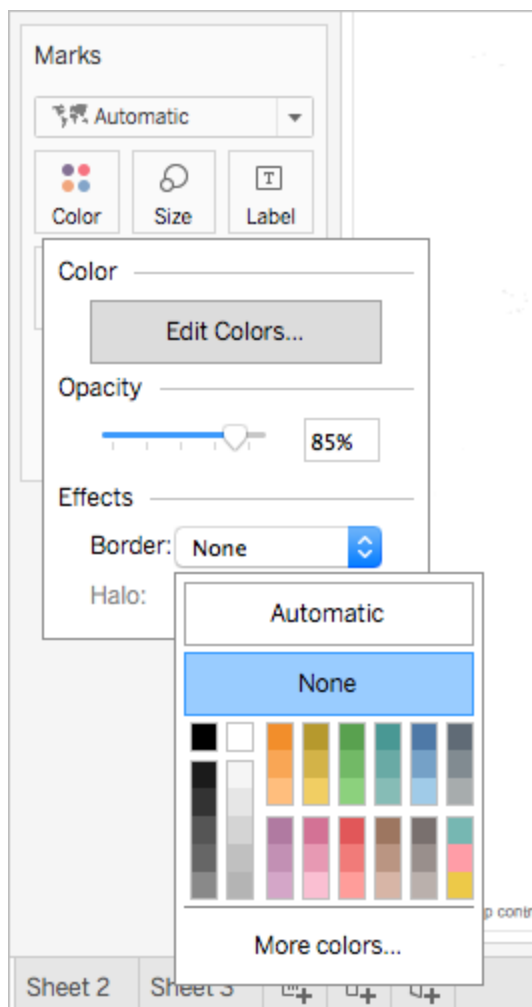 Marks
Automatic
Color Size Label
Color
Edit Colors...
Opacity
85%
Effects
Border: None
Halo:
Automatic
None
More colors...
Sheet 2 Sheet 3